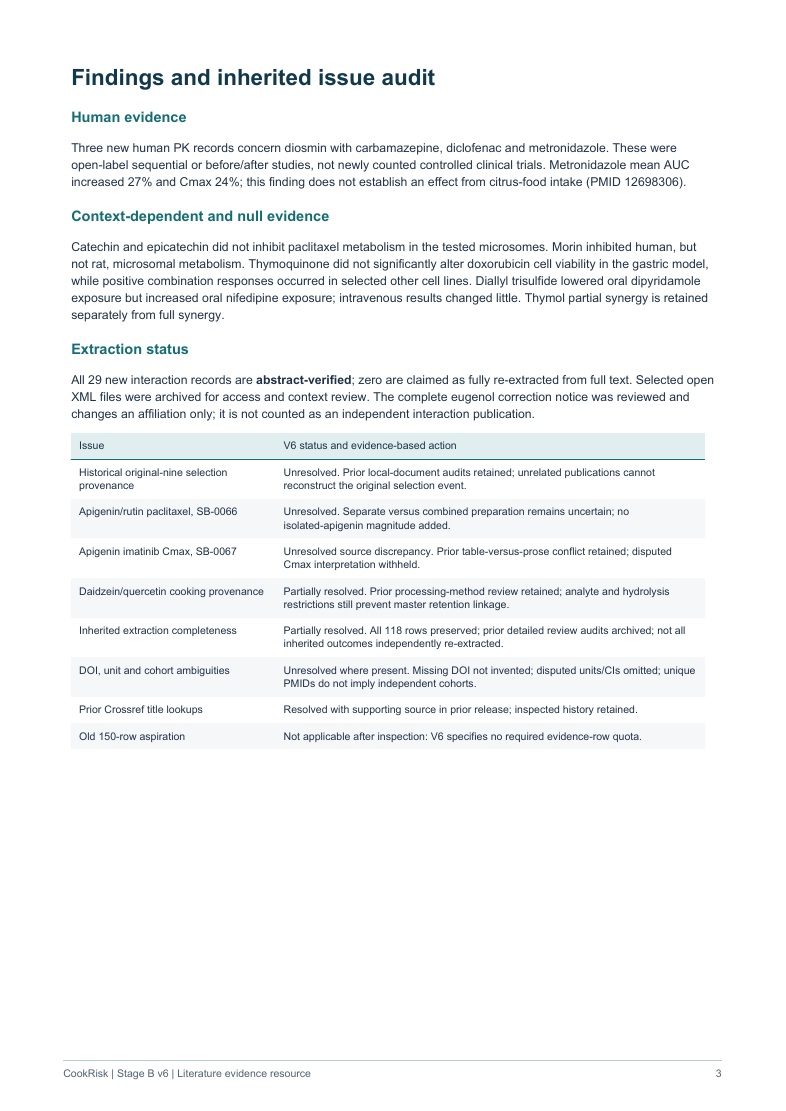 Findings and inherited issue audit
Human evidence
Three new human PK records concern diosmin with carbamazepine, diclofenac and metronidazole. These were
open-label sequential or before/after studies, not newly counted controlled clinical trials. Metronidazole mean AUC
increased 27% and Cmax 24%; this finding does not establish an effect from citrus-food intake (PMID 12698306).
Context-dependent and null evidence
Catechin and epicatechin did not inhibit paclitaxel metabolism in the tested microsomes. Morin inhibited human, but
not rat, microsomal metabolism. Thymoquinone did not significantly alter doxorubicin cell viability in the gastric model,
while positive combination responses occurred in selected other cell lines. Diallyl trisulfide lowered oral dipyridamole
exposure but increased oral nifedipine exposure; intravenous results changed little. Thymol partial synergy is retained
separately from full synergy.
Extraction status
All 29 new interaction records are abstract-verified; zero are claimed as fully re-extracted from full text. Selected open
XML files were archived for access and context review. The complete eugenol correction notice was reviewed and
changes an affiliation only; it is not counted as an independent interaction publication.
Issue V6 status and evidence-based action
Historical original-nine selection
provenance
Unresolved. Prior local-document audits retained; unrelated publications cannot
reconstruct the original selection event.
Apigenin/rutin paclitaxel, SB-0066
Unresolved. Separate versus combined preparation remains uncertain; no
isolated-apigenin magnitude added.
Apigenin imatinib Cmax, SB-0067
Unresolved source discrepancy. Prior table-versus-prose conflict retained; disputed
Cmax interpretation withheld.
Daidzein/quercetin cooking provenance
Partially resolved. Prior processing-method review retained; analyte and hydrolysis
restrictions still prevent master retention linkage.
Inherited extraction completeness
Partially resolved. All 118 rows preserved; prior detailed review audits archived; not all
inherited outcomes independently re-extracted.
DOI, unit and cohort ambiguities
Unresolved where present. Missing DOI not invented; disputed units/CIs omitted; unique
PMIDs do not imply independent cohorts.
Prior Crossref title lookups
Resolved with supporting source in prior release; inspected history retained.
Old 150-row aspiration
Not applicable after inspection: V6 specifies no required evidence-row quota.
CookRisk | Stage B v6 | Literature evidence resource 3